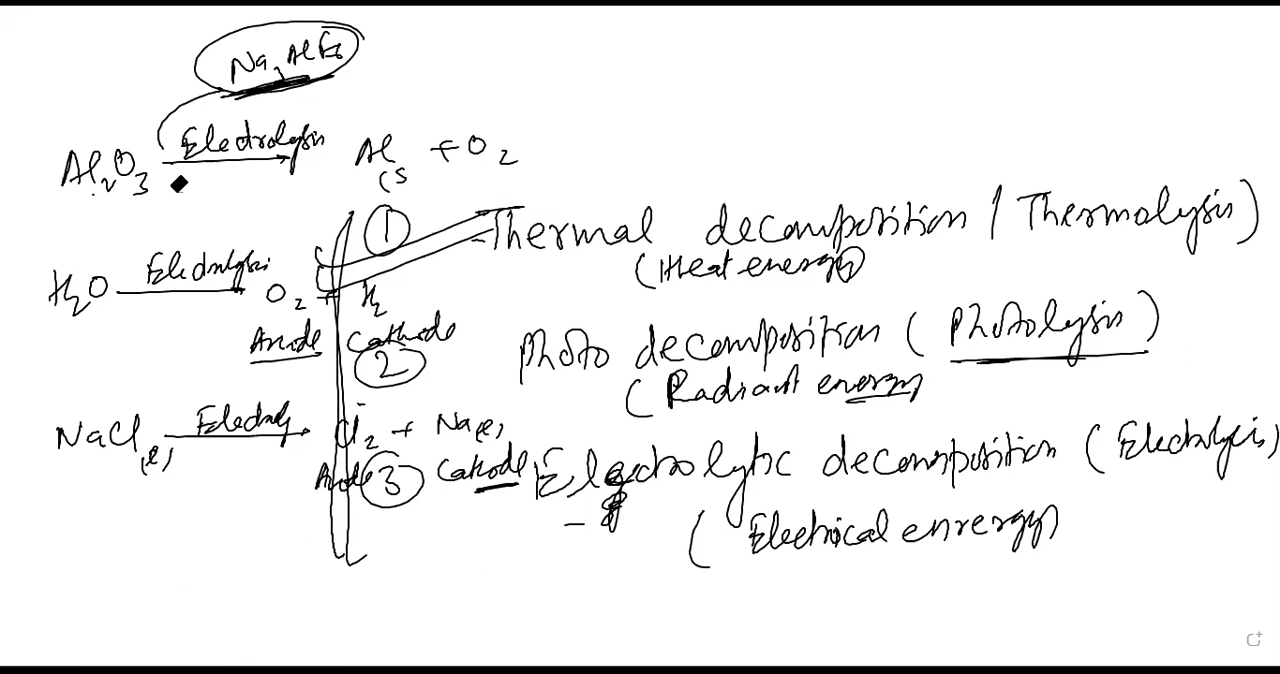 Na3AlF6
Al2O3 Electrolysis Al(s + O2
H2O Electrolysis O2 + H2
Anode Cathode
NaCl(l) Electroly Cl2 + Na(l)
Anode Cathode
① Thermal decomposition / Thermolysis)
(Heat energy)
② Photo decomposition (Photolysis)
(Radiant energy
③ Electrolytic decomposition (Electrolysis)
(Electrical enrergy)